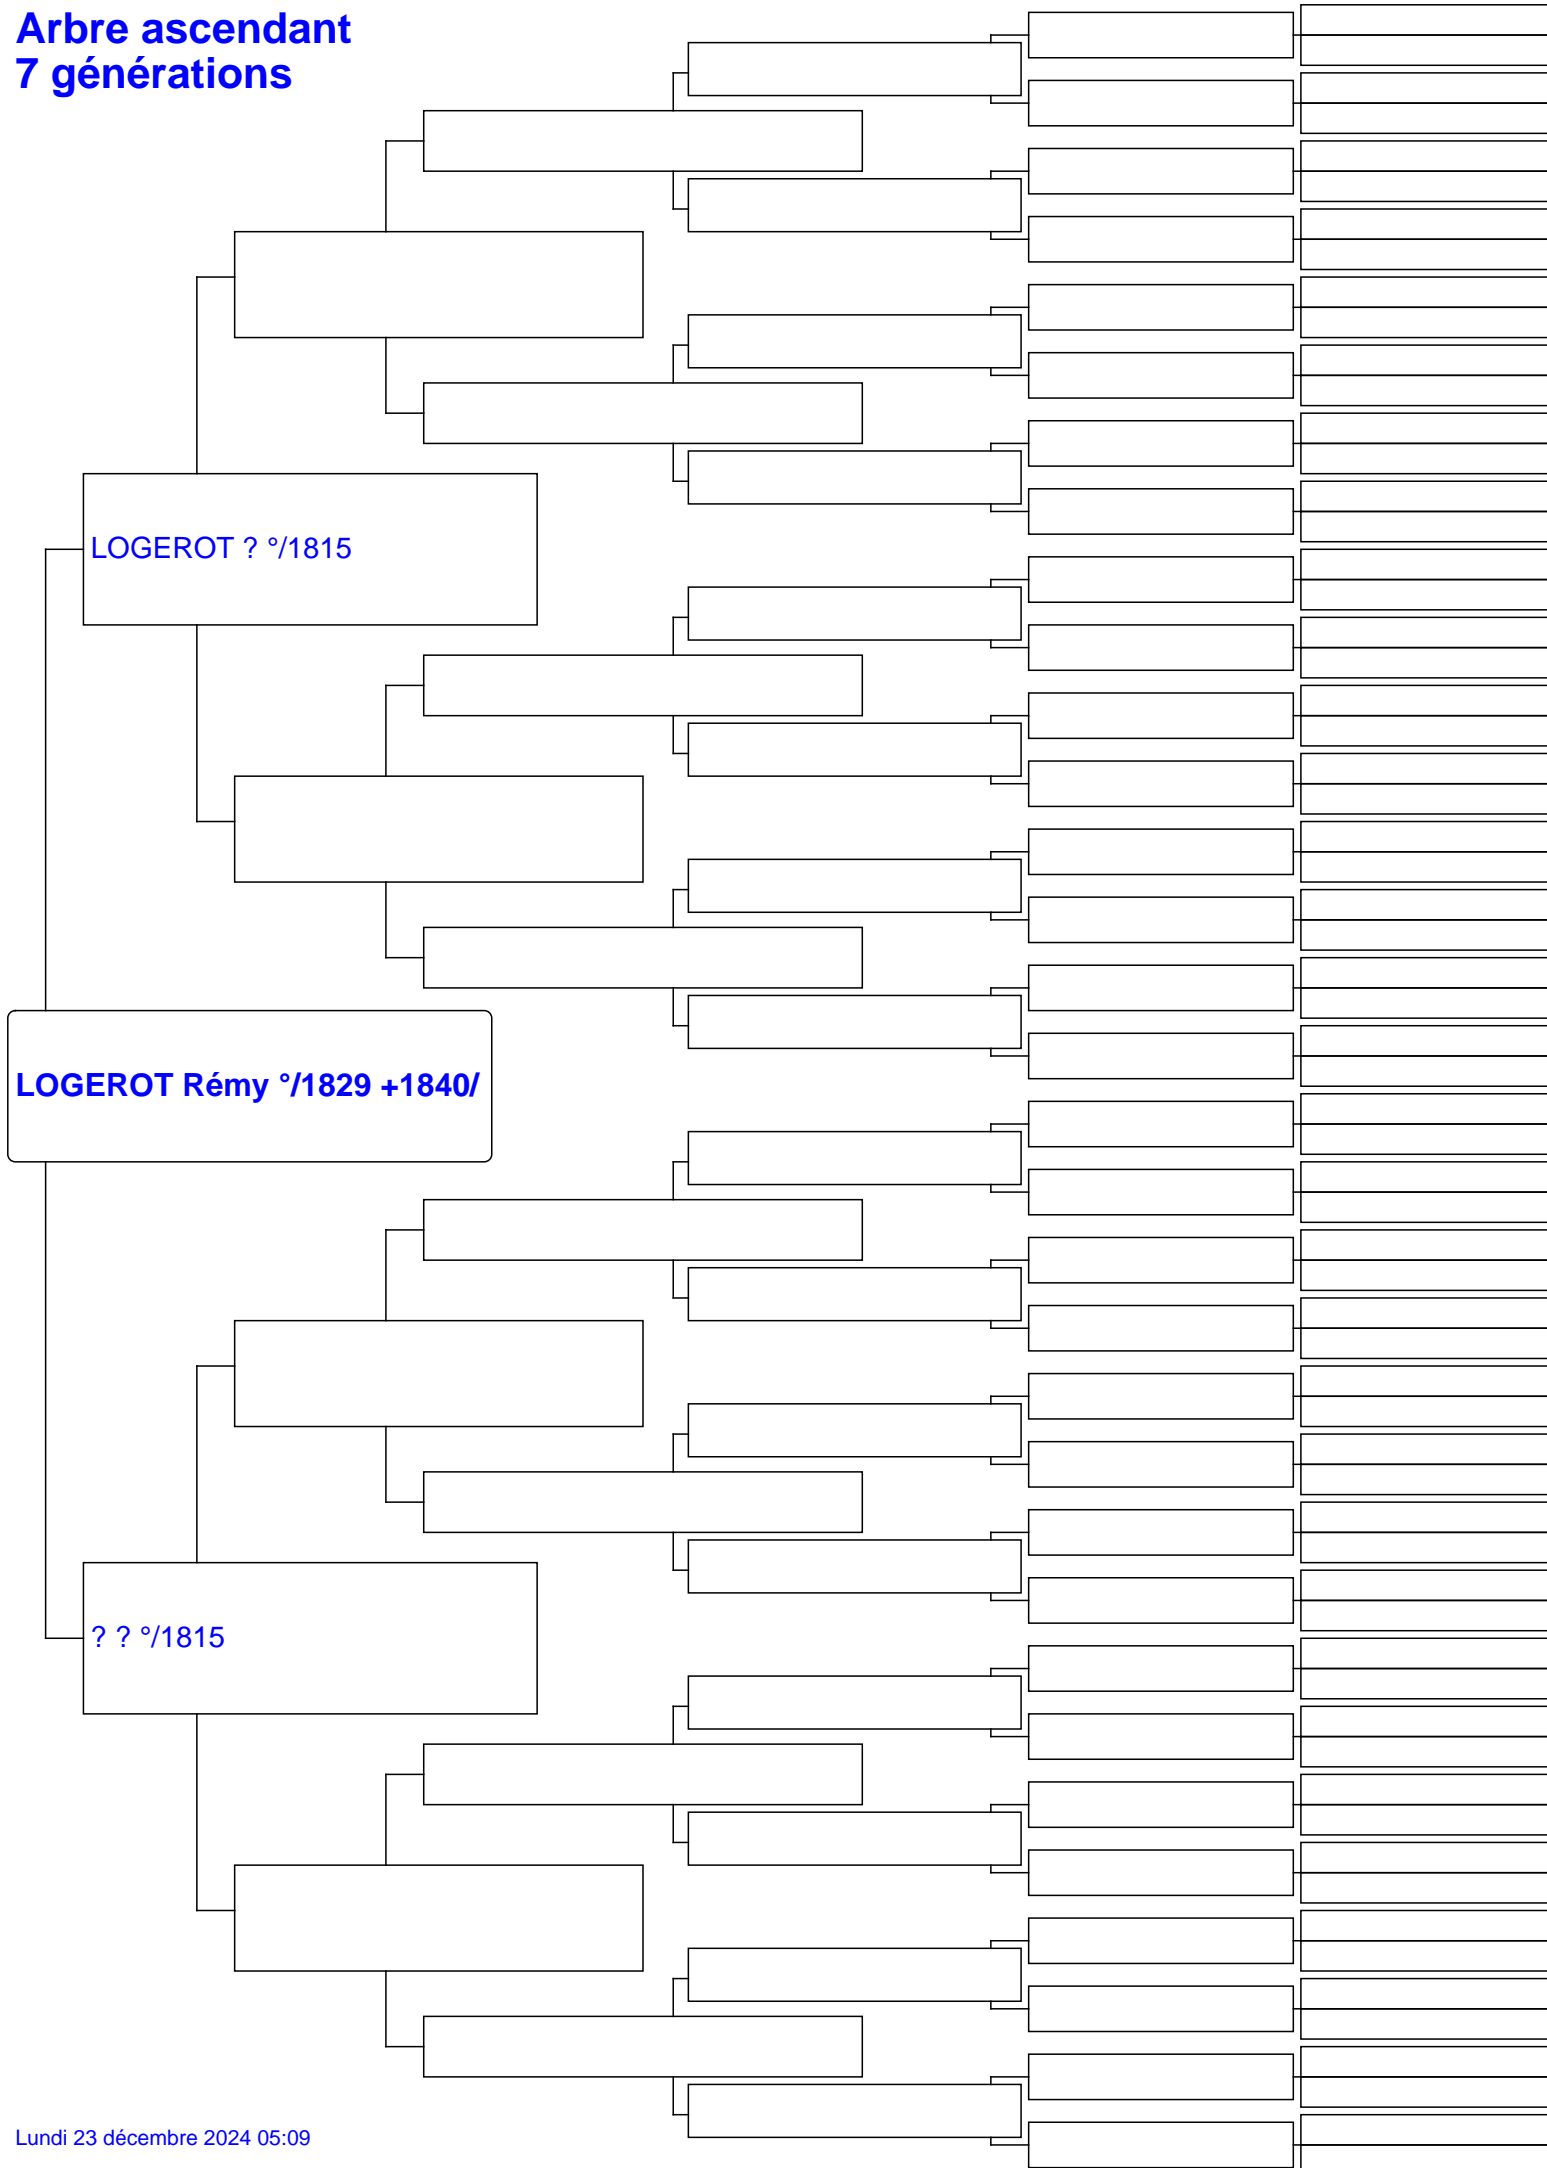 Arbre ascendant
7 générations
LOGEROT ? °/1815
LOGEROT Rémy °/1829 +1840/
? ? °/1815
Lundi 23 décembre 2024 05:09